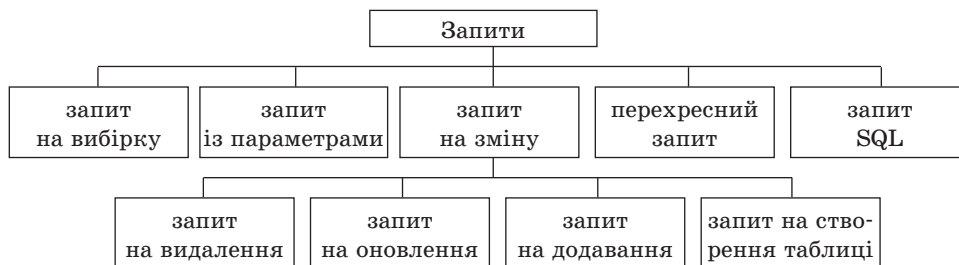 Запити
запит
на вибірку
запит
із параметрами
запит
на зміну
перехресний
запит
запит
SQL
запит
на видалення
запит
на оновлення
запит
на додавання
запит на ство-
рення таблиці